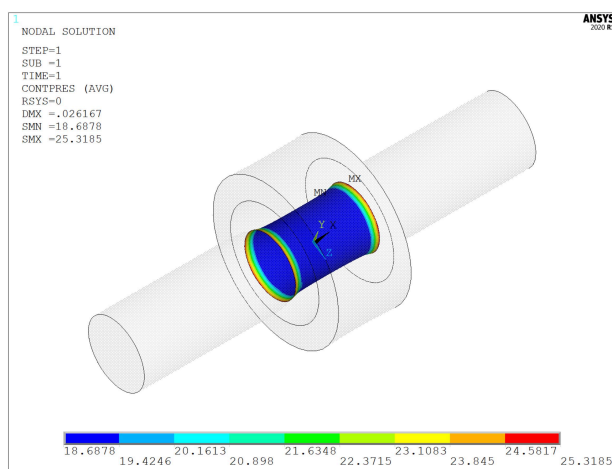 1
ANSYS
2020 R
NODAL SOLUTION
STEP=1
SUB =1
TIME=1
CONTPRES (AVG)
RSYS=0
DMX =.026167
SMN =18.6878
SMX =25.3185
MX
MN
Y
X
Z
18.6878 20.1613 21.6348 23.1083 24.5817
19.4246 20.898 22.3715 23.845 25.3185